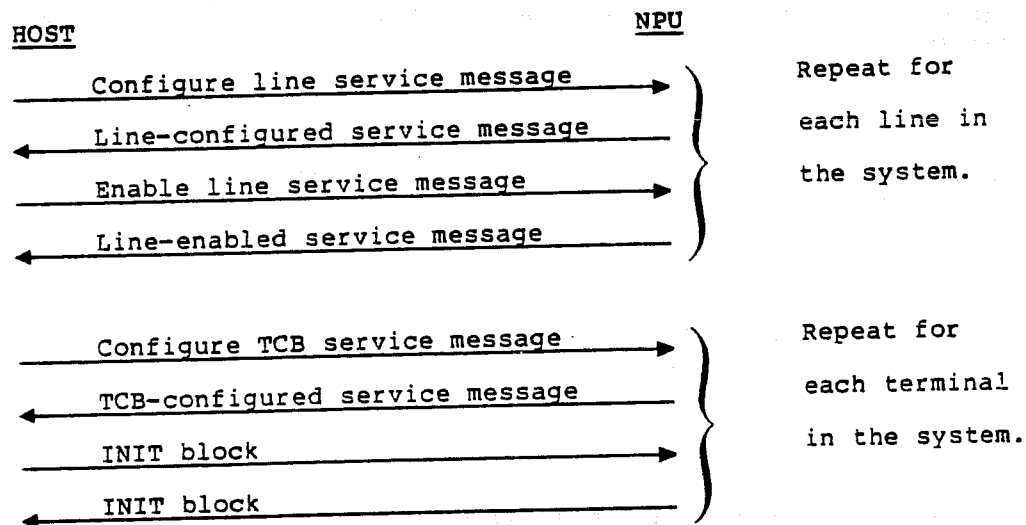 HOST NPU
Configure line service message
Line-configured service message
Enable line service message
Line-enabled service message
Repeat for
each line in
the system.
Configure TCB service message
TCB-configured service message
INIT block
INIT block
Repeat for
each terminal
in the system.